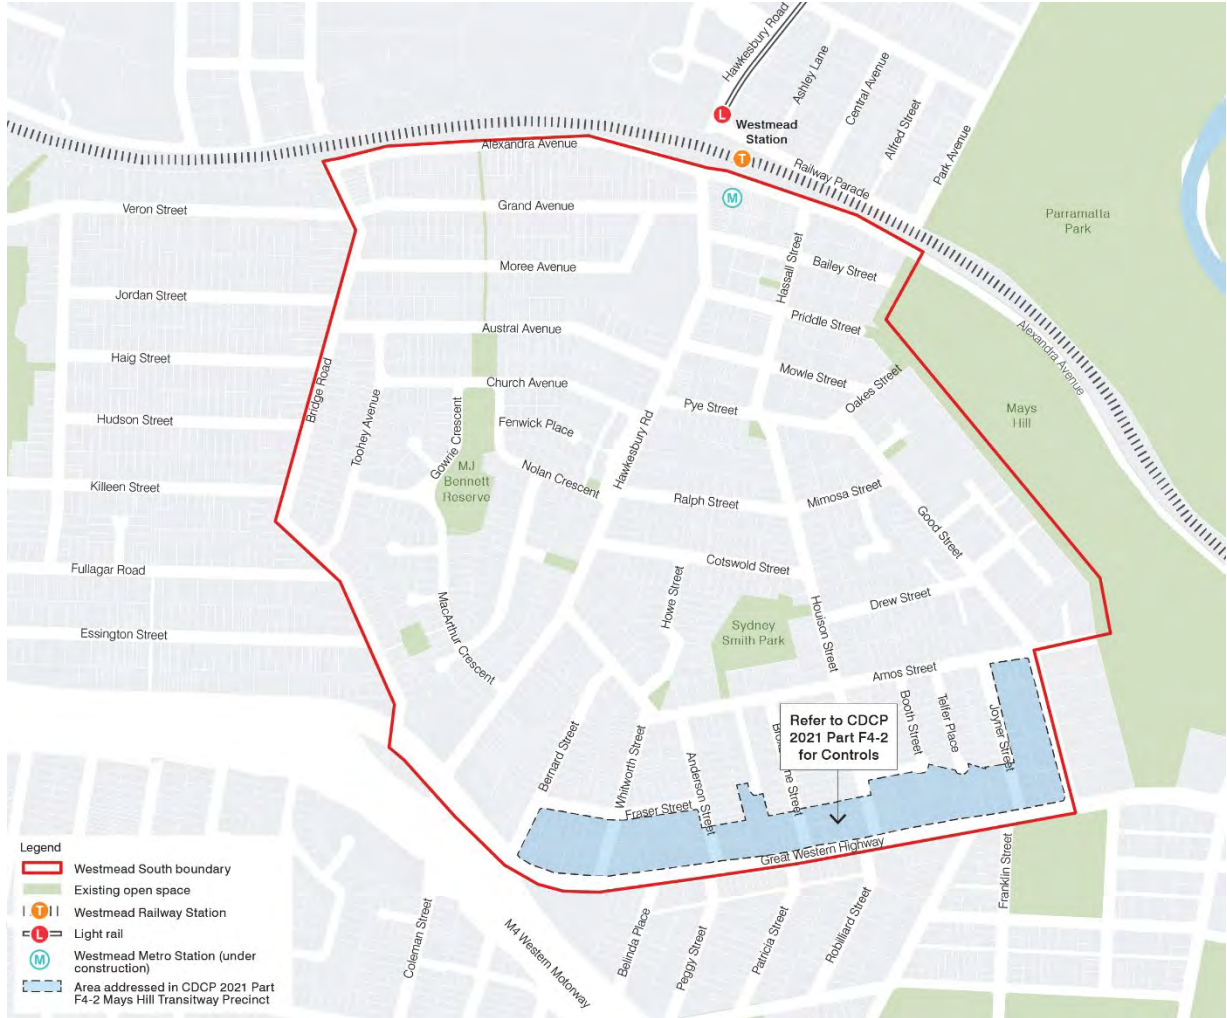 Hawkesbury Road
Ashley Lane
Central Avenue
Alfred Street
Park Avenue
L
Westmead
Station
T
Railway Parade
M
Alexandra Avenue
Veron Street
Grand Avenue
Parramatta
Park
Hassall Street
Bailey Street
Moree Avenue
Jordan Street
Priddle Street
Austral Avenue
Alexandra Avenue
Haig Street
Mowle Street
Oakes Street
Bridge Road
Church Avenue
Toohey Avenue
Gowrie Crescent
Pye Street
Mays
Hill
Hudson Street
Fenwick Place
Hawkesbury Rd
MJ
Bennett
Reserve
Nolan Crescent
Killeen Street
Ralph Street
Mimosa Street
Good Street
Fullagar Road
Cotswold Street
Howe Street
Drew Street
Houison Street
MacArthur Crescent
Essington Street
Sydney
Smith Park
Amos Street
Refer to CDCP
2021 Part F4-2
for Controls
Booth Street
Telfer Place
Joyner Street
Bernard Street
Whitworth Street
Anderson Street
Fraser Street
Great Western Highway
Franklin Street
Coleman Street
M4 Western Motorway
Belinda Place
Peggy Street
Patricia Street
Robilliard Street
Legend
Westmead South boundary
Existing open space
T
Westmead Railway Station
L
Light rail
M
Westmead Metro Station (under
construction)
Area addressed in CDCP 2021 Part
F4-2 Mays Hill Transitway Precinct